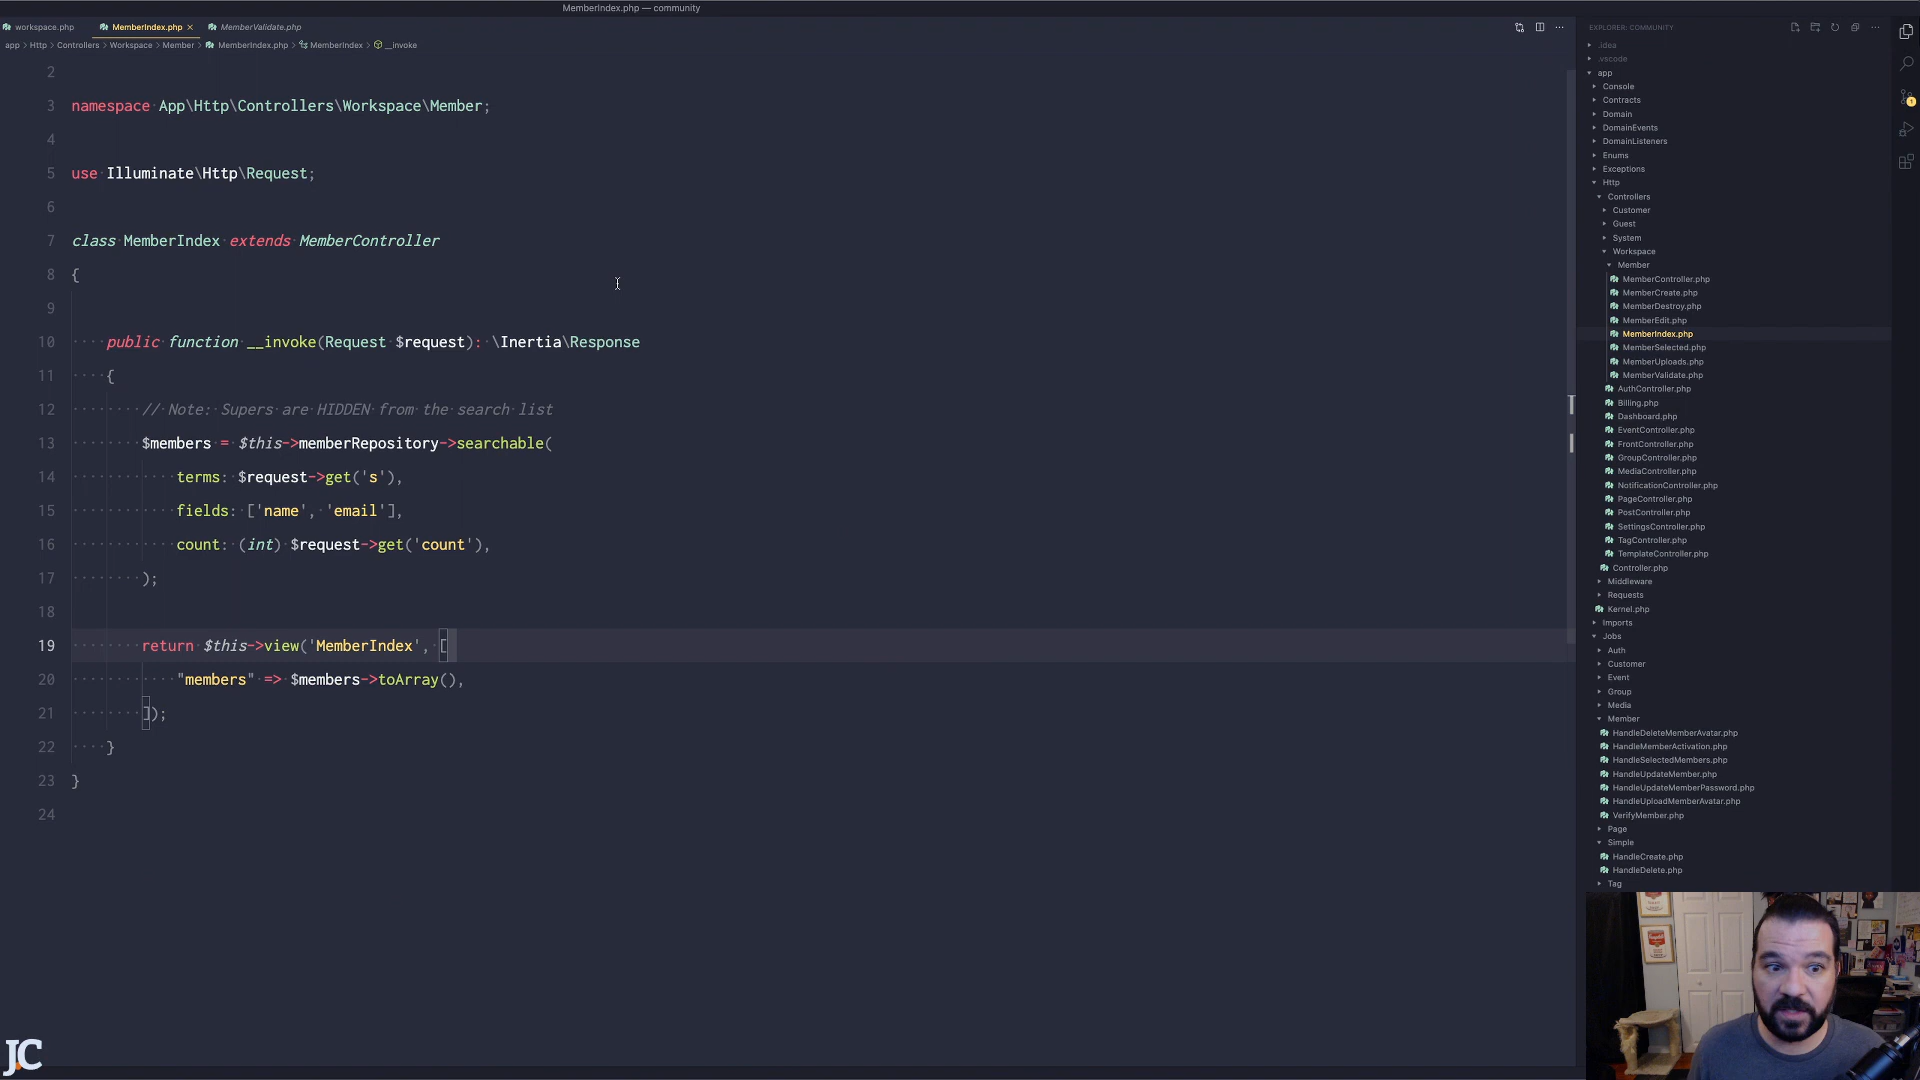 MemberIndex.php — community
workspace.php
MemberIndex.php ×
MemberValidate.php
app > Http > Controllers > Workspace > Member > MemberIndex.php > MemberIndex > __invoke
2
3 namespace App\Http\Controllers\Workspace\Member;
4
5 use Illuminate\Http\Request;
6
7 class MemberIndex extends MemberController
8 {
9
10 public function __invoke(Request $request): \Inertia\Response
11 {
12 // Note: Supers are HIDDEN from the search list
13 $members = $this->memberRepository->searchable(
14 terms: $request->get('s'),
15 fields: ['name', 'email'],
16 count: (int) $request->get('count'),
17 );
18
19 return $this->view('MemberIndex', [
20 "members" => $members->toArray(),
21 ]);
22 }
23 }
24
EXPLORER: COMMUNITY
.idea
.vscode
app
Console
Contracts
Domain
DomainEvents
DomainListeners
Enums
Exceptions
Http
Controllers
Customer
Guest
System
Workspace
Member
MemberController.php
MemberCreate.php
MemberDestroy.php
MemberEdit.php
MemberIndex.php
MemberSelected.php
MemberUploads.php
MemberValidate.php
AuthController.php
Billing.php
Dashboard.php
EventController.php
FrontController.php
GroupController.php
MediaController.php
NotificationController.php
PageController.php
PostController.php
SettingsController.php
TagController.php
TemplateController.php
Controller.php
Middleware
Requests
Kernel.php
Imports
Jobs
Auth
Customer
Event
Group
Media
Member
HandleDeleteMemberAvatar.php
HandleMemberActivation.php
HandleSelectedMembers.php
HandleUpdateMember.php
HandleUpdateMemberPassword.php
HandleUploadMemberAvatar.php
VerifyMember.php
Page
Simple
HandleCreate.php
HandleDelete.php
Tag
JC